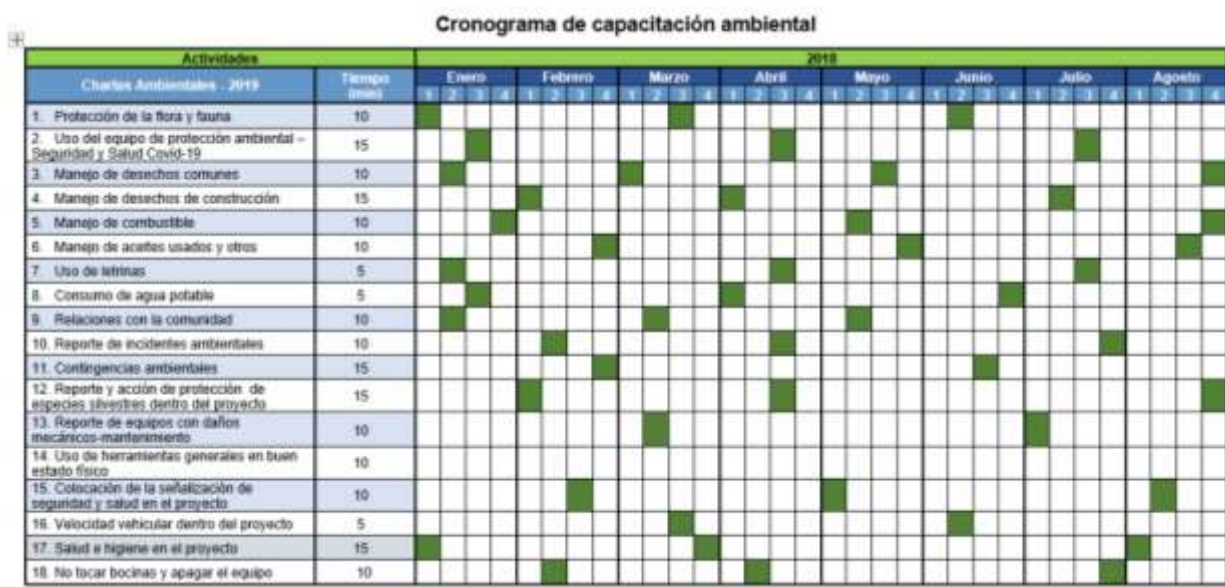 Cronograma de capacitación ambiental
Actividades
Charlas Ambientales - 2019
Tiempo (min)
Enero Febrero Marzo Abril Mayo Junio Julio Agosto
1 2 3 4 1 2 3 4 1 2 3 4 1 2 3 4 1 2 3 4 1 2 3 4 1 2 3 4 1 2 3 4
1. Protección de la flora y fauna 10
2. Uso del equipo de protección ambiental –
Seguridad y Salud Covid-19 15
3. Manejo de desechos comunes 10
4. Manejo de desechos de construcción 15
5. Manejo de combustible 10
6. Manejo de aceites usados y otros 10
7. Uso de letrinas 5
8. Consumo de agua potable 5
9. Relaciones con la comunidad 10
10. Reporte de incidentes ambientales 10
11. Contingencias ambientales 15
12. Reporte y acción de protección de
especies silvestres dentro del proyecto 15
13. Reporte de equipos con daños
mecánicos-mantenimiento 10
14. Uso de herramientas generales en buen
estado físico 10
15. Colocación de la señalización de
seguridad y salud en el proyecto 10
16. Velocidad vehicular dentro del proyecto 5
17. Salud e higiene en el proyecto 15
18. No tocar bocinas y apagar el equipo 10